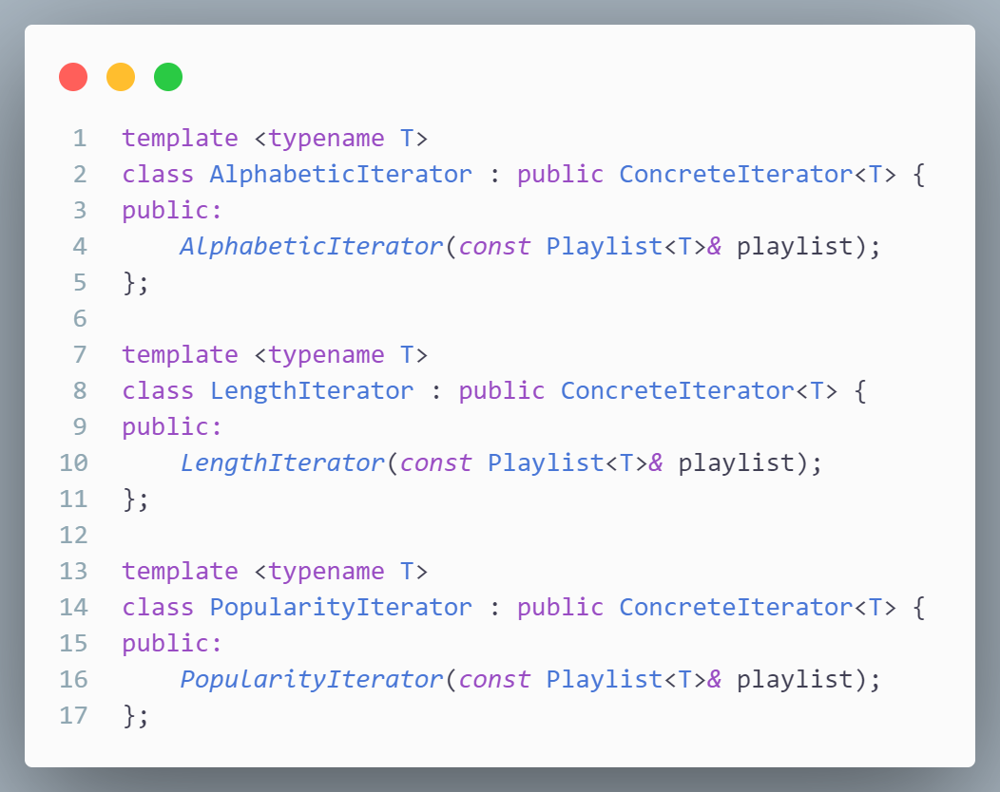 1 template <typename T>
2 class AlphabeticIterator : public ConcreteIterator<T> {
3 public:
4     AlphabeticIterator(const Playlist<T>& playlist);
5 };
6
7 template <typename T>
8 class LengthIterator : public ConcreteIterator<T> {
9 public:
10     LengthIterator(const Playlist<T>& playlist);
11 };
12
13 template <typename T>
14 class PopularityIterator : public ConcreteIterator<T> {
15 public:
16     PopularityIterator(const Playlist<T>& playlist);
17 };